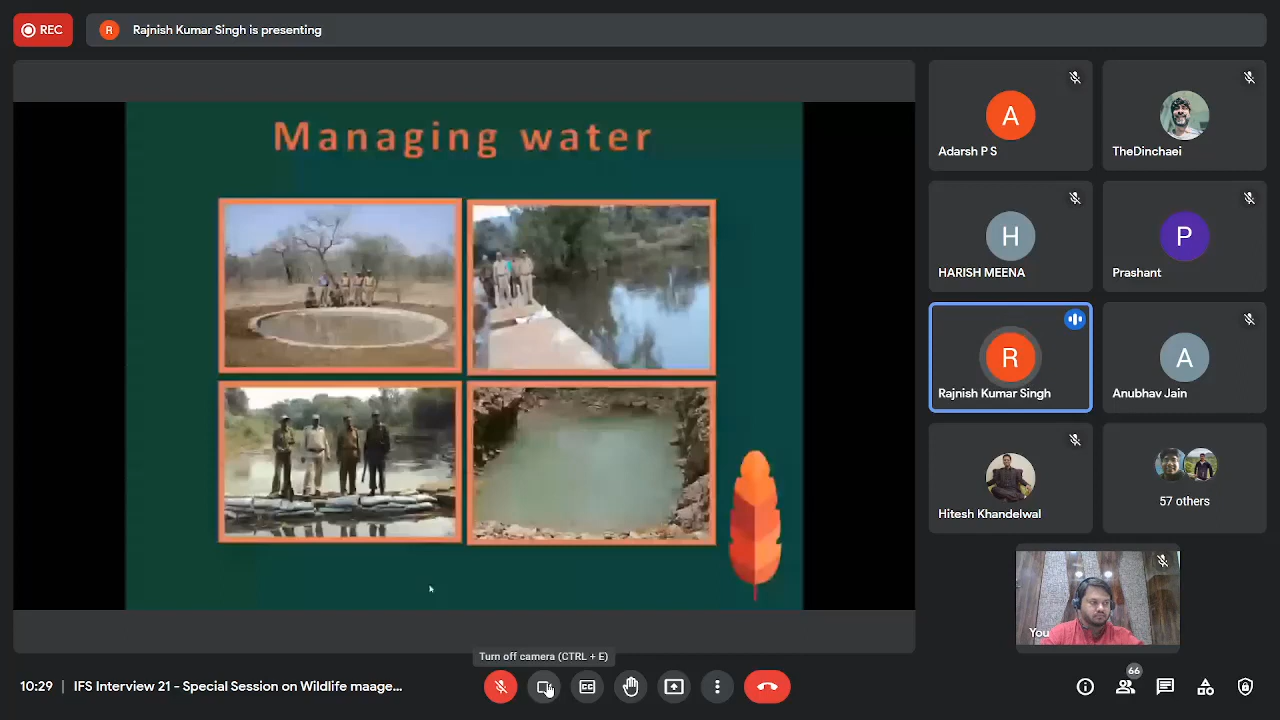 REC
R
Rajnish Kumar Singh is presenting
Managing water
A
Adarsh P S
TheDinchaei
H
HARISH MEENA
P
Prashant
R
Rajnish Kumar Singh
A
Anubhav Jain
Hitesh Khandelwal
57 others
You
Turn off camera (CTRL + E)
10:29 | IFS Interview 21 - Special Session on Wildlife maage...
66